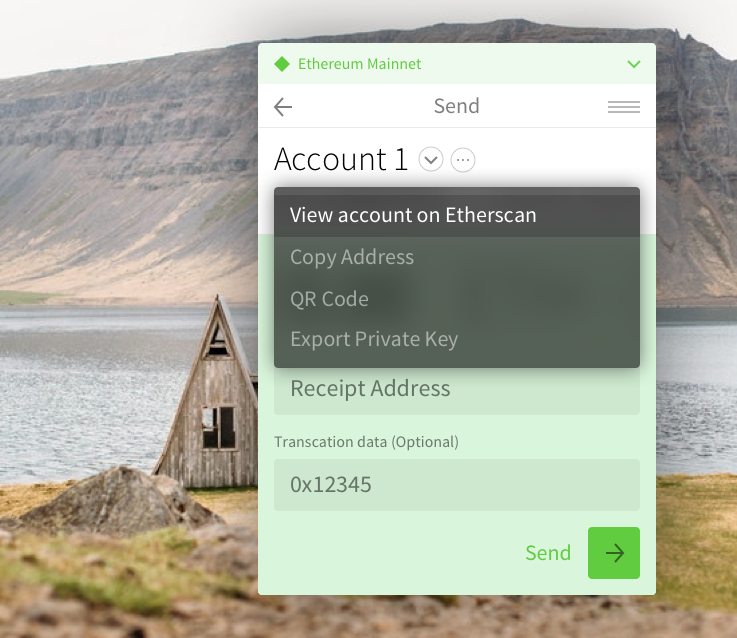 Ethereum Mainnet
Send
Account 1
View account on Etherscan
Copy Address
QR Code
Export Private Key
Receipt Address
Transcation data (Optional)
0x12345
Send